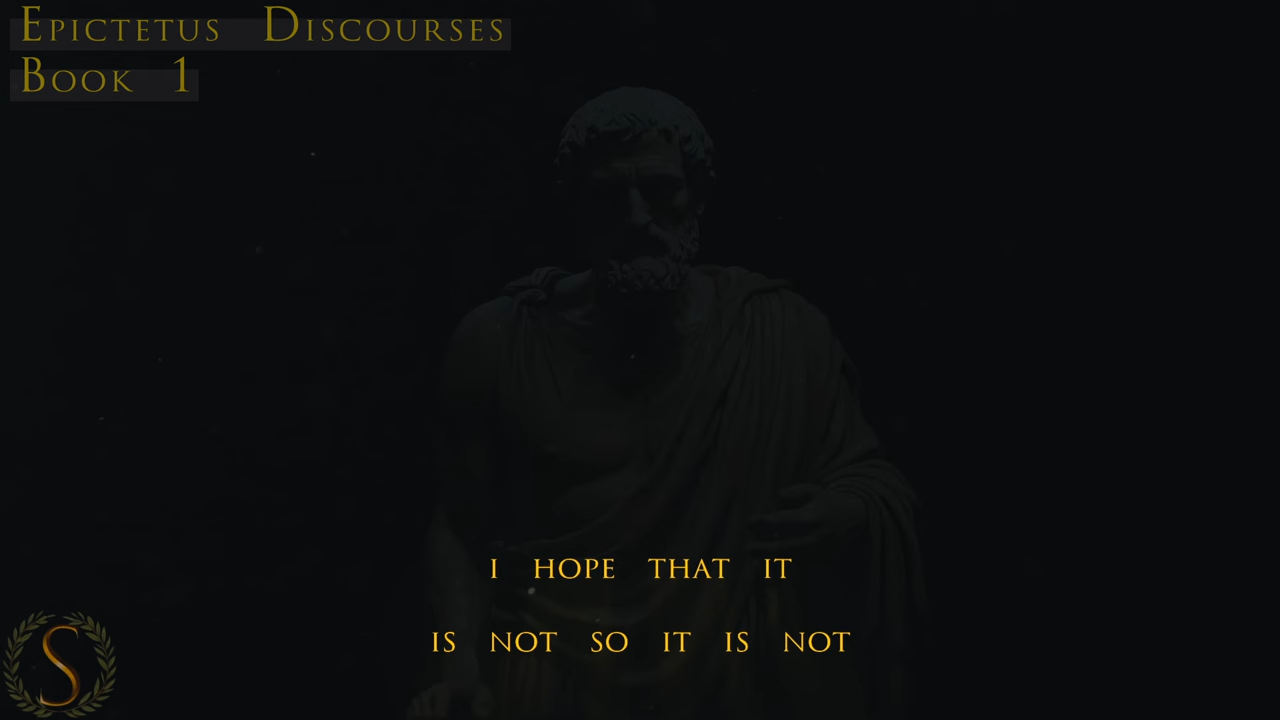 Epictetus Discourses
Book 1
I HOPE THAT IT
IS NOT SO IT IS NOT
S